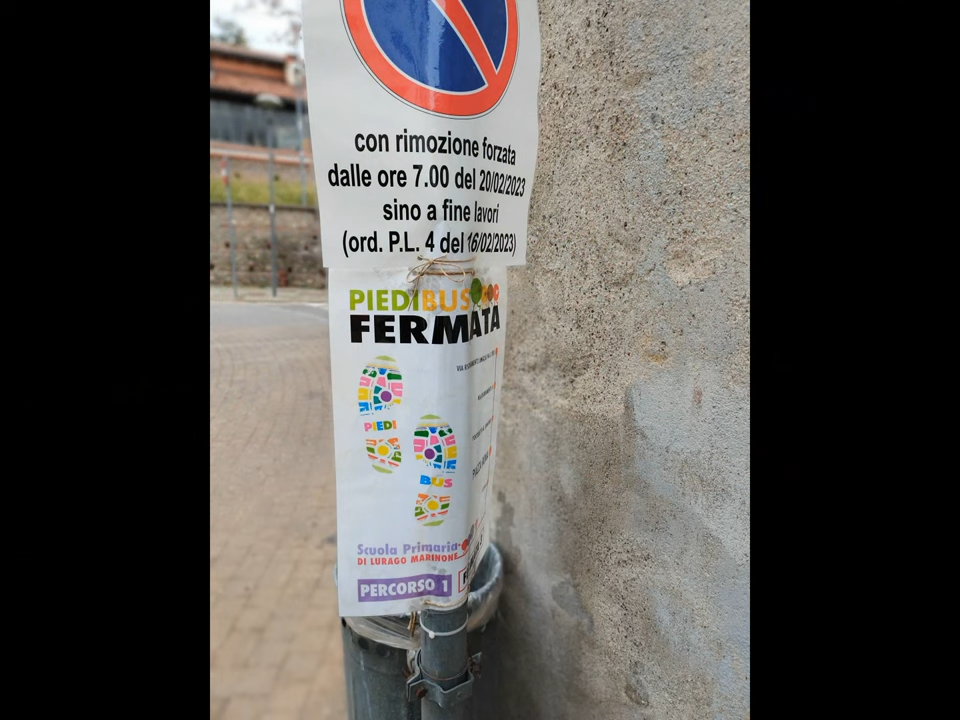 con rimozione forzata
dalle ore 7.00 del 20/02/2023
sino a fine lavori
(ord. P.L. 4 del 16/02/2023)
PIEDIBUS
FERMATA
PIEDI
BUS
Scuola Primaria
DI LURAGO MARINONE
PERCORSO 1